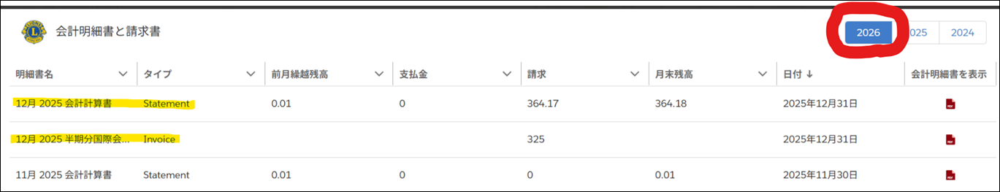 会計明細書と請求書 2026 2025 2024
明細書名 タイプ 前月繰越残高 支払金 請求 月末残高 日付 会計明細書を表示
12月 2025 会計計算書 Statement 0.01 0 364.17 364.18 2025年12月31日
12月 2025 半期分国際会... Invoice 325 2025年12月31日
11月 2025 会計計算書 Statement 0.01 0 0 0.01 2025年11月30日